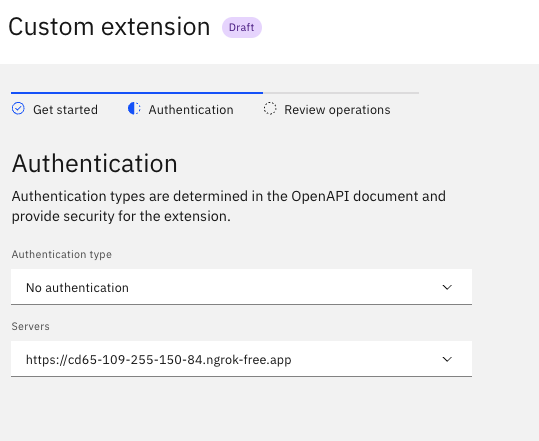 Custom extension Draft
Get started Authentication Review operations
Authentication
Authentication types are determined in the OpenAPI document and
provide security for the extension.
Authentication type
No authentication
Servers
https://cd65-109-255-150-84.ngrok-free.app